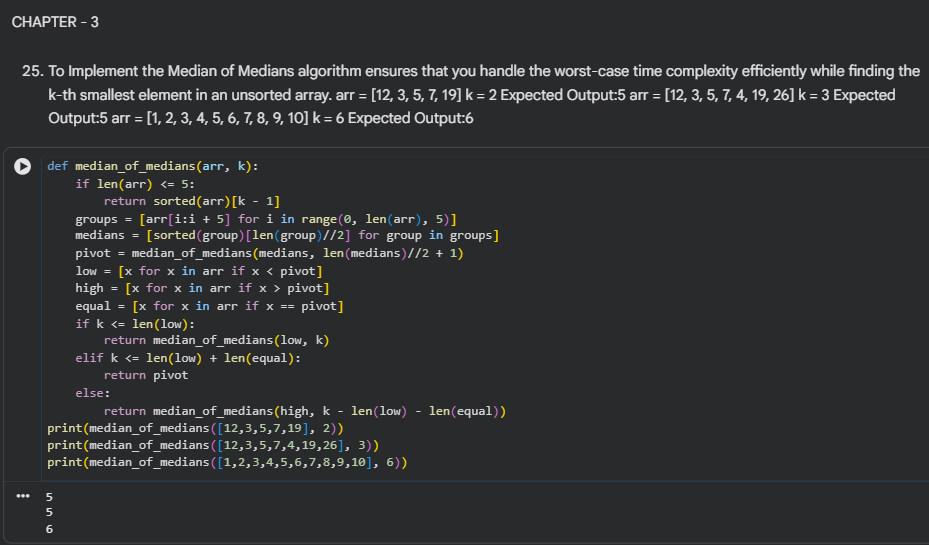 CHAPTER - 3
25. To Implement the Median of Medians algorithm ensures that you handle the worst-case time complexity efficiently while finding the
k-th smallest element in an unsorted array. arr = [12, 3, 5, 7, 19] k = 2 Expected Output:5 arr = [12, 3, 5, 7, 4, 19, 26] k = 3 Expected
Output:5 arr = [1, 2, 3, 4, 5, 6, 7, 8, 9, 10] k = 6 Expected Output:6
def median_of_medians(arr, k):
    if len(arr) <= 5:
        return sorted(arr)[k - 1]
    groups = [arr[i:i + 5] for i in range(0, len(arr), 5)]
    medians = [sorted(group)[len(group)//2] for group in groups]
    pivot = median_of_medians(medians, len(medians)//2 + 1)
    low = [x for x in arr if x < pivot]
    high = [x for x in arr if x > pivot]
    equal = [x for x in arr if x == pivot]
    if k <= len(low):
        return median_of_medians(low, k)
    elif k <= len(low) + len(equal):
        return pivot
    else:
        return median_of_medians(high, k - len(low) - len(equal))
print(median_of_medians([12,3,5,7,19], 2))
print(median_of_medians([12,3,5,7,4,19,26], 3))
print(median_of_medians([1,2,3,4,5,6,7,8,9,10], 6))
5
5
6